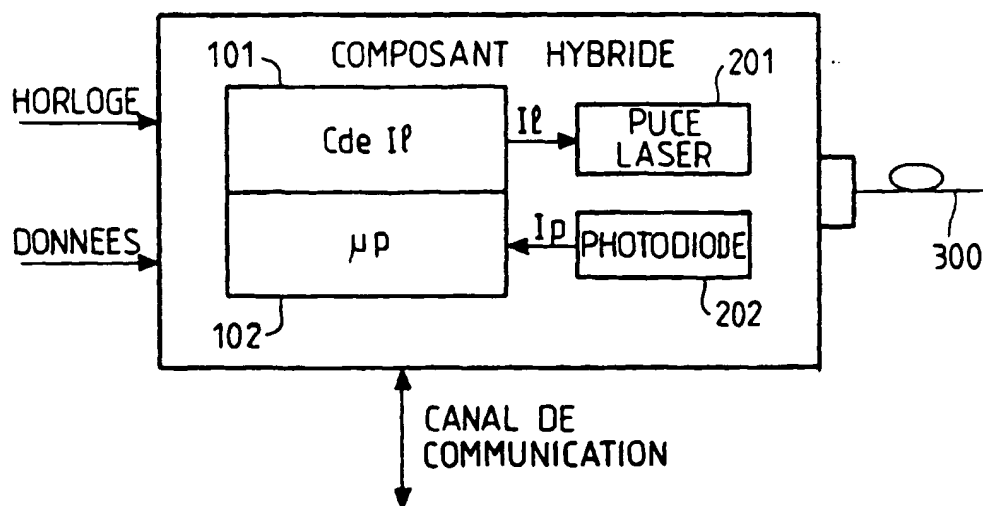 COMPOSANT HYBRIDE
101
201
HORLOGE
Cde Iℓ
Iℓ
PUCE
LASER
DONNEES
µp
Ip
PHOTODIODE
300
102
202
CANAL DE
COMMUNICATION